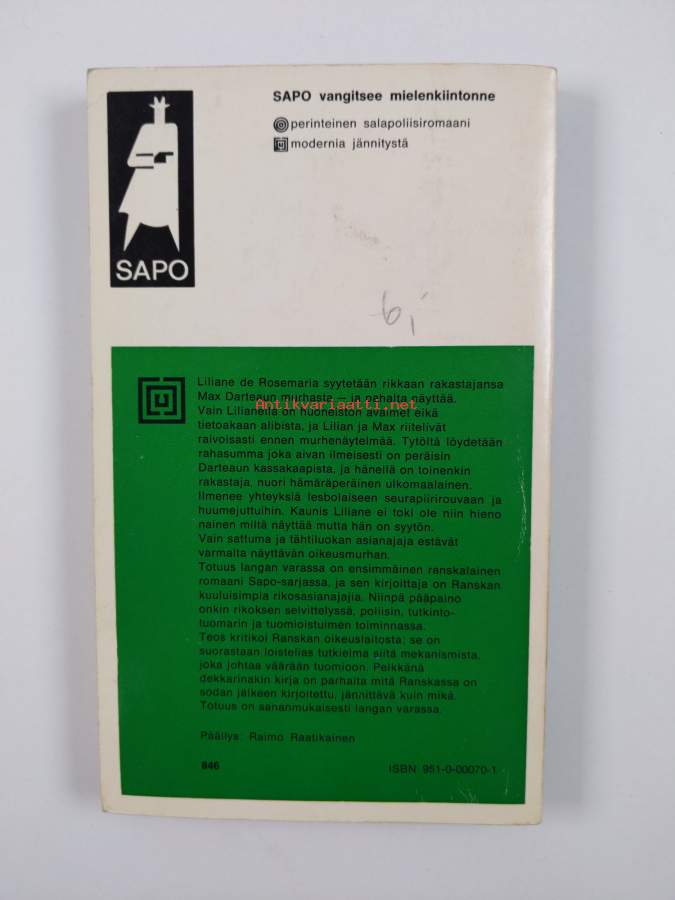 SAPO vangitsee mielenkiintonne
perinteinen salapoliisiromaani
modernia jännitystä
SAPO
6,
Liliane de Rosemaria syytetään rikkaan rakastajansa
Max Darteaun murhasta — ja pahalta näyttää.
Antikvariaatti.net
Vain Lilianella on huoneiston avaimet eikä
tietoakaan alibista, ja Lilian ja Max riitelivät
raivoisasti ennen murhenäytelmää. Tytöltä löydetään
rahasumma joka aivan ilmeisesti on peräisin
Darteaun kassakaapista, ja hänellä on toinenkin
rakastaja, nuori hämäräperäinen ulkomaalainen.
Ilmenee yhteyksiä lesbolaiseen seurapiirirouvaan ja
huumejuttuihin. Kaunis Liliane ei toki ole niin hieno
nainen miltä näyttää mutta hän on syytön.
Vain sattuma ja tähtiluokan asianajaja estävät
varmalta näyttävän oikeusmurhan.
Totuus langan varassa on ensimmäinen ranskalainen
romaani Sapo-sarjassa, ja sen kirjoittaja on Ranskan
kuuluisimpia rikosasianajajia. Niinpä pääpaino
onkin rikoksen selvittelyssä, poliisin, tutkinto-
tuomarin ja tuomioistuimen toiminnassa.
Teos kritikoi Ranskan oikeuslaitosta; se on
suorastaan loistelias tutkielma siitä mekanismista,
joka johtaa väärään tuomioon. Pelkkänä
dekkarinakin kirja on parhaita mitä Ranskassa on
sodan jälkeen kirjoitettu, jännittävä kuin mikä.
Totuus on sananmukaisesti langan varassa.
Päällys: Raimo Raatikainen
846
ISBN 951-0-00070-1